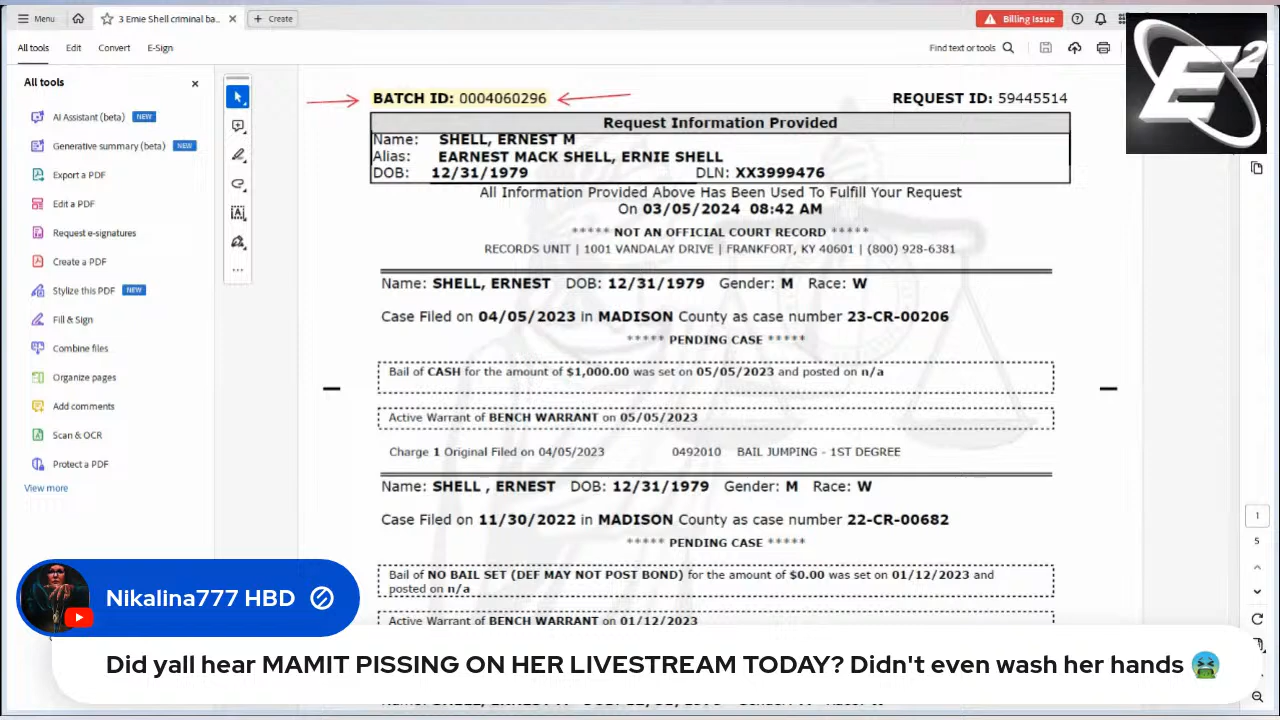 Menu
3 Ernie Shell criminal ba...
Create
Billing Issue
All tools
Edit
Convert
E-Sign
Find text or tools
E2
All tools
AI Assistant (beta) NEW
Generative summary (beta) NEW
Export a PDF
Edit a PDF
Request e-signatures
Create a PDF
Stylize this PDF NEW
Fill & Sign
Combine files
Organize pages
Add comments
Scan & OCR
Protect a PDF
View more
BATCH ID: 0004060296
REQUEST ID: 59445514
Request Information Provided
Name: SHELL, ERNEST M
Alias: EARNEST MACK SHELL, ERNIE SHELL
DOB: 12/31/1979 DLN: XX3999476
All Information Provided Above Has Been Used To Fulfill Your Request
On 03/05/2024 08:42 AM
***** NOT AN OFFICIAL COURT RECORD *****
RECORDS UNIT | 1001 VANDALAY DRIVE | FRANKFORT, KY 40601 | (800) 928-6381
Name: SHELL, ERNEST DOB: 12/31/1979 Gender: M Race: W
Case Filed on 04/05/2023 in MADISON County as case number 23-CR-00206
***** PENDING CASE *****
Bail of CASH for the amount of $1,000.00 was set on 05/05/2023 and posted on n/a
Active Warrant of BENCH WARRANT on 05/05/2023
Charge 1 Original Filed on 04/05/2023 0492010 BAIL JUMPING - 1ST DEGREE
Name: SHELL , ERNEST DOB: 12/31/1979 Gender: M Race: W
Case Filed on 11/30/2022 in MADISON County as case number 22-CR-00682
***** PENDING CASE *****
Bail of NO BAIL SET (DEF MAY NOT POST BOND) for the amount of $0.00 was set on 01/12/2023 and
posted on n/a
Active Warrant of BENCH WARRANT on 01/12/2023
1
5
Nikalina777 HBD
Did yall hear MAMIT PISSING ON HER LIVESTREAM TODAY? Didn't even wash her hands 🤮